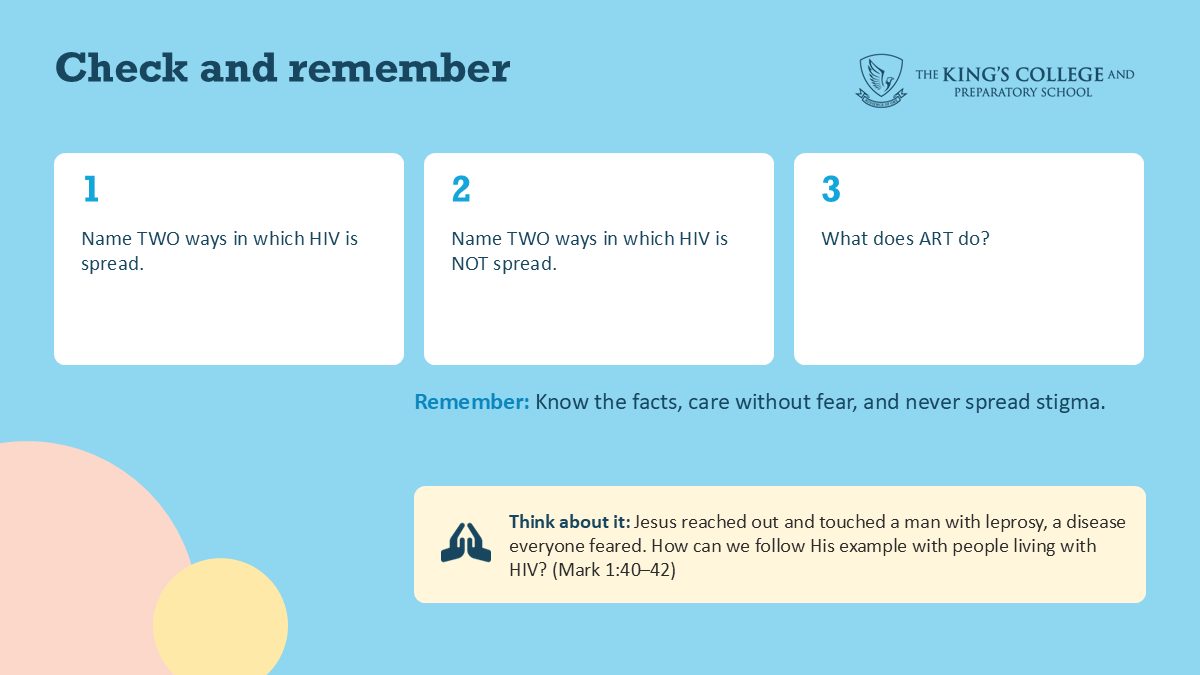 Check and remember
THE KING'S COLLEGE AND
PREPARATORY SCHOOL
1
Name TWO ways in which HIV is
spread.
2
Name TWO ways in which HIV is
NOT spread.
3
What does ART do?
Remember: Know the facts, care without fear, and never spread stigma.
Think about it: Jesus reached out and touched a man with leprosy, a disease
everyone feared. How can we follow His example with people living with
HIV? (Mark 1:40–42)